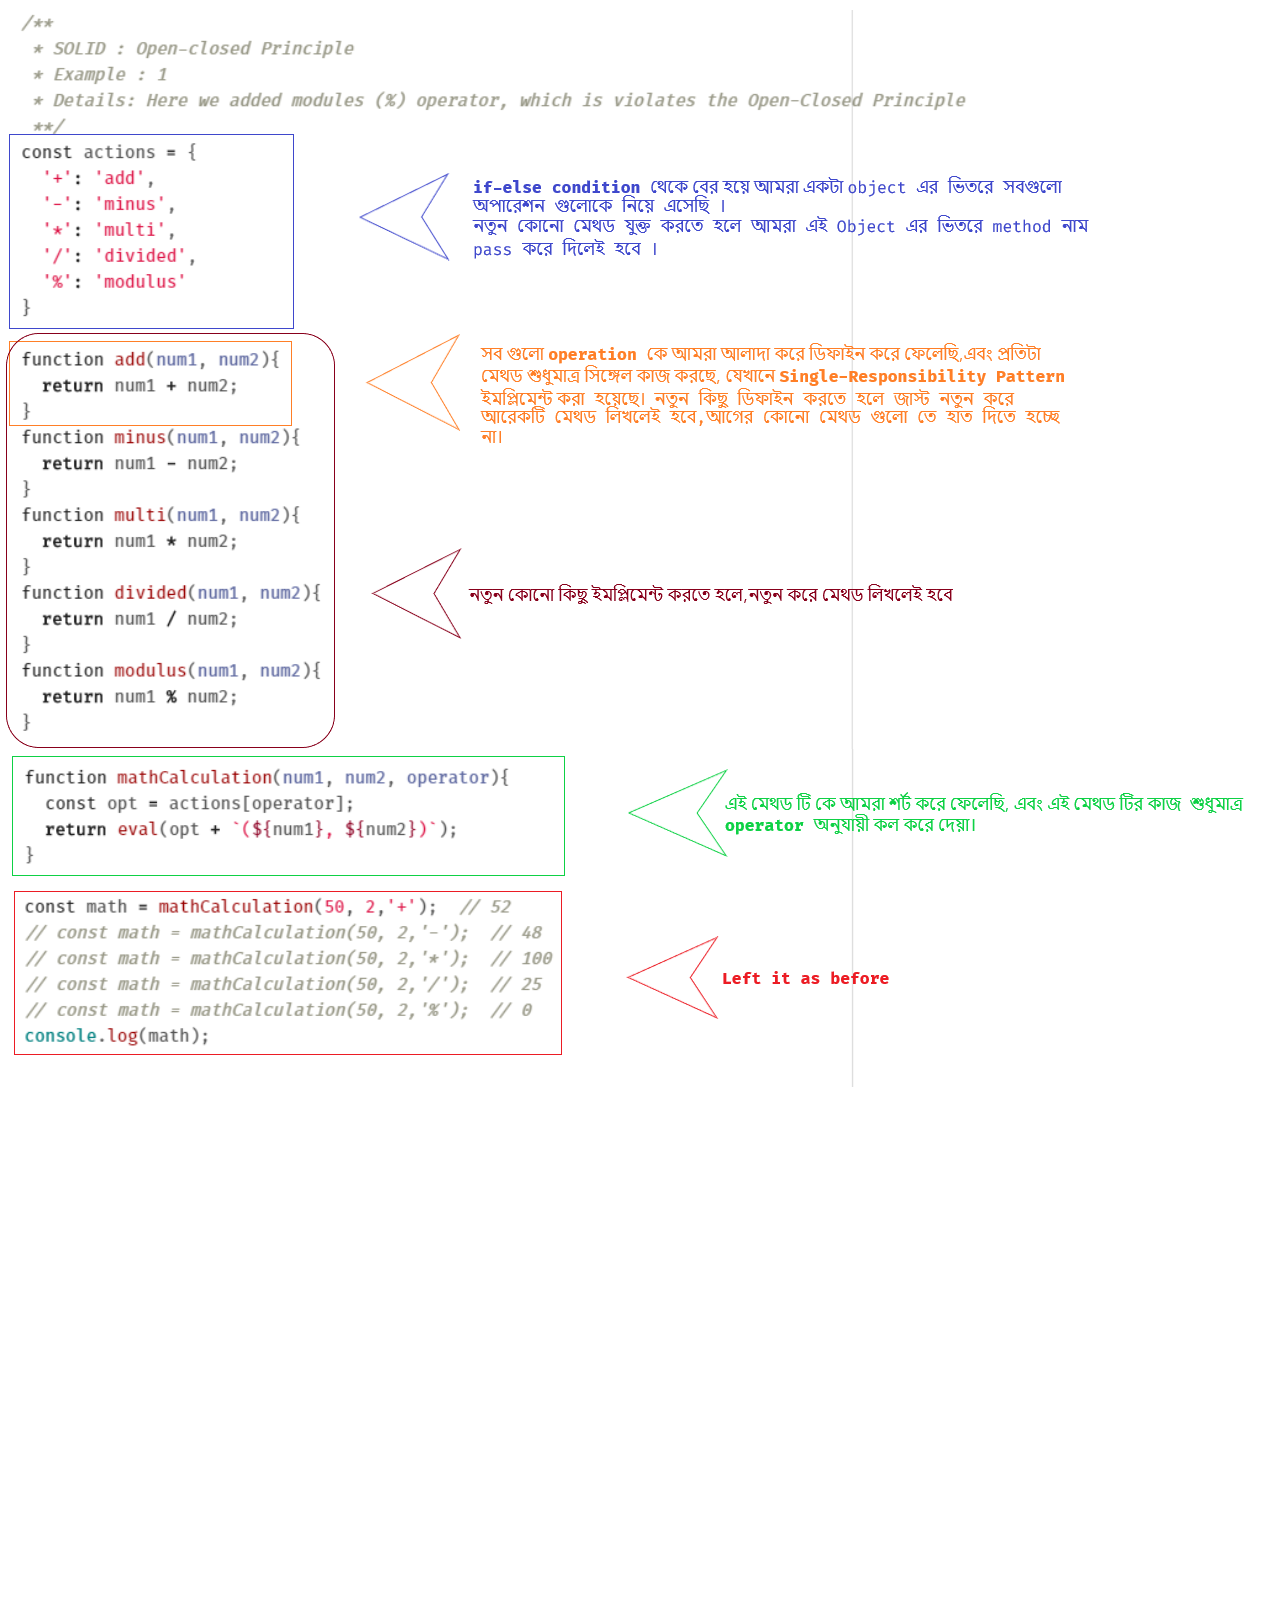 /**
 * SOLID : Open-closed Principle
 * Example : 1
 * Details: Here we added modules (%) operator, which is violates the Open-Closed Principle
 **/
const actions = {
  '+': 'add',
  '-': 'minus',
  '*': 'multi',
  '/': 'divided',
  '%': 'modulus'
}
if-else condition থেকে বের হয়ে আমরা একটা object এর ভিতরে সবগুলো
অপারেশন গুলোকে নিয়ে এসেছি ।
নতুন কোনো মেথড যুক্ত করতে হলে আমরা এই Object এর ভিতরে method নাম
pass করে দিলেই হবে ।
function add(num1, num2){
  return num1 + num2;
}
function minus(num1, num2){
  return num1 - num2;
}
function multi(num1, num2){
  return num1 * num2;
}
function divided(num1, num2){
  return num1 / num2;
}
function modulus(num1, num2){
  return num1 % num2;
}
সব গুলো operation কে আমরা আলাদা করে ডিফাইন করে ফেলেছি,এবং প্রতিটা
মেথড শুধুমাত্র সিঙ্গেল কাজ করছে, যেখানে Single-Responsibility Pattern
ইমপ্লিমেন্ট করা হয়েছে। নতুন কিছু ডিফাইন করতে হলে জাস্ট নতুন করে
আরেকটি মেথড লিখলেই হবে,আগের কোনো মেথড গুলো তে হাত দিতে হচ্ছে
না।
নতুন কোনো কিছু ইমপ্লিমেন্ট করতে হলে,নতুন করে মেথড লিখলেই হবে
function mathCalculation(num1, num2, operator){
  const opt = actions[operator];
  return eval(opt + `(${num1}, ${num2})`);
}
এই মেথড টি কে আমরা শর্ট করে ফেলেছি, এবং এই মেথড টির কাজ শুধুমাত্র
operator অনুযায়ী কল করে দেয়া।
const math = mathCalculation(50, 2,'+');  // 52
// const math = mathCalculation(50, 2,'-');  // 48
// const math = mathCalculation(50, 2,'*');  // 100
// const math = mathCalculation(50, 2,'/');  // 25
// const math = mathCalculation(50, 2,'%');  // 0
console.log(math);
Left it as before